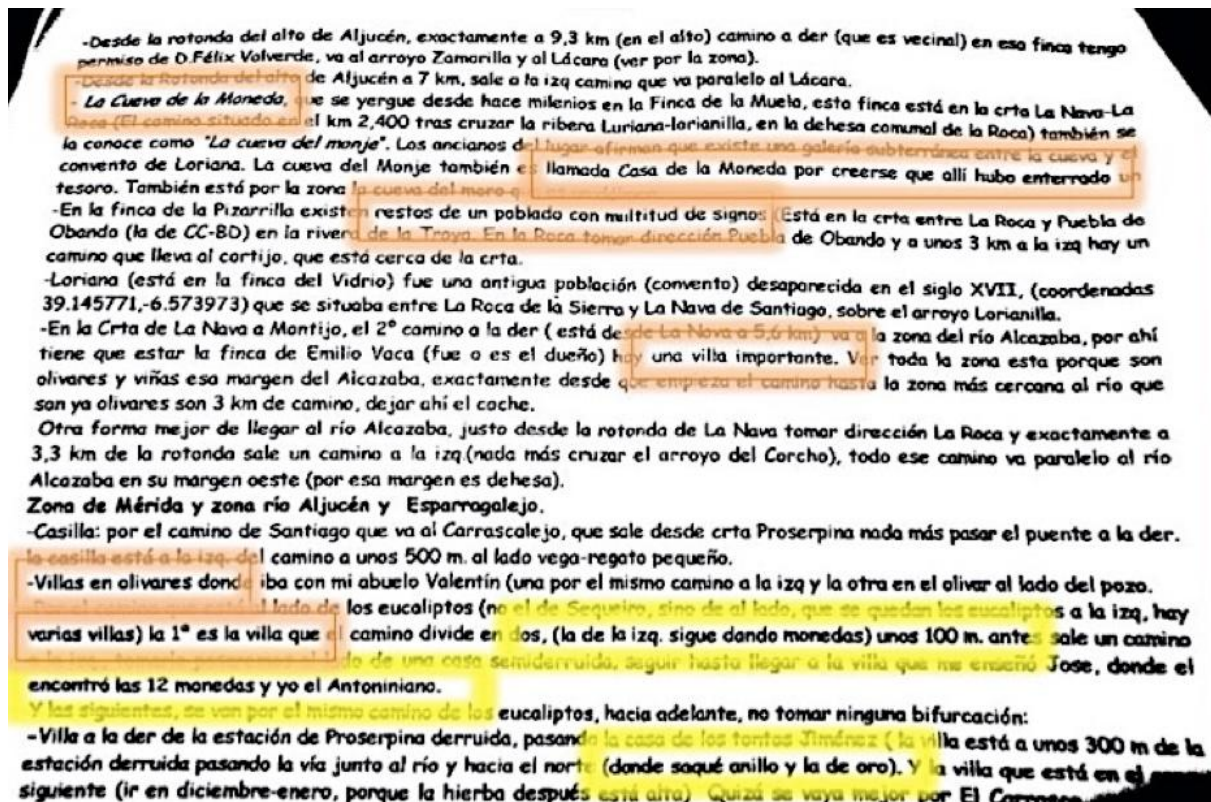 -Desde la rotonda del alto de Aljucén, exactamente a 9,3 km (en el alto) camino a der (que es vecinal) en esa finca tengo
permiso de D.Félix Volverde, va al arroyo Zamorilla y al Lácara (ver por la zona).
-Desde la Rotonda del alto de Aljucén a 7 km, sale a la izq camino que va paralelo al Lácara.
- La Cueva de la Moneda, que se yergue desde hace milenios en la Finca de la Muela, esta finca está en la crta La Nava-La
Roca (El camino situado en el km 2,400 tras cruzar la ribera Luriana-lorianilla, en la dehesa comunal de la Roca) también se
la conoce como "La cueva del monje". Los ancianos del lugar afirman que existe una galería subterránea entre la cueva y el
convento de Loriana. La cueva del Monje también es llamada Casa de la Moneda por creerse que allí hubo enterrado un
tesoro. También está por la zona la cueva del moro
-En la finca de la Pizarrilla existen restos de un poblado con multitud de signos (Está en la crta entre La Roca y Puebla de
Obando (la de CC-BD) en la rivera de la Troya. En la Roca tomar dirección Puebla de Obando y a unos 3 km a la izq hay un
camino que lleva al cortijo, que está cerca de la crta.
-Loriana (está en la finca del Vidrio) fue una antigua población (convento) desaparecida en el siglo XVII, (coordenadas
39.145771,-6.573973) que se situaba entre La Roca de la Sierra y La Nava de Santiago, sobre el arroyo Lorianilla.
-En la Crta de La Nava a Montijo, el 2º camino a la der ( está desde La Nava a 5,6 km) va a la zona del río Alcazaba, por ahí
tiene que estar la finca de Emilio Vaca (fue o es el dueño) hay una villa importante. Ver toda la zona esta porque son
olivares y viñas esa margen del Alcazaba, exactamente desde que empieza el camino hasta la zona más cercana al río que
son ya olivares son 3 km de camino, dejar ahí el coche.
Otra forma mejor de llegar al río Alcazaba, justo desde la rotonda de La Nava tomar dirección La Roca y exactamente a
3,3 km de la rotonda sale un camino a la izq.(nada más cruzar el arroyo del Corcho), todo ese camino va paralelo al río
Alcazaba en su margen oeste (por esa margen es dehesa).
Zona de Mérida y zona río Aljucén y Esparragalejo.
-Casilla: por el camino de Santiago que va al Carrascalejo, que sale desde crta Proserpina nada más pasar el puente a la der.
la casilla está a la izq. del camino a unos 500 m. al lado vega-regato pequeño.
-Villas en olivares donde iba con mi abuelo Valentín (una por el mismo camino a la izq y la otra en el olivar al lado del pozo.
lado de los eucaliptos (no el de Sequeiro, sino de al lado, que se quedan los eucaliptos a la izq, hay
varias villas) la 1ª es la villa que el camino divide en dos, (la de la izq. sigue dando monedas) unos 100 m. antes sale un camino
de una casa semiderruida, seguir hasta llegar a la villa que me enseñó Jose, donde el
encontró las 12 monedas y yo el Antoniniano.
Y las siguientes, se van por el mismo camino de los eucaliptos, hacia adelante, no tomar ninguna bifurcación:
-Villa a la der de la estación de Proserpina derruida, pasando la casa de los tontos Jiménez ( la villa está a unos 300 m de la
estación derruida pasando la vía junto al río y hacia el norte (donde saqué anillo y la de oro). Y la villa que está en el
siguiente (ir en diciembre-enero, porque la hierba después está alta) Quizá se vaya mejor por El Carrasco